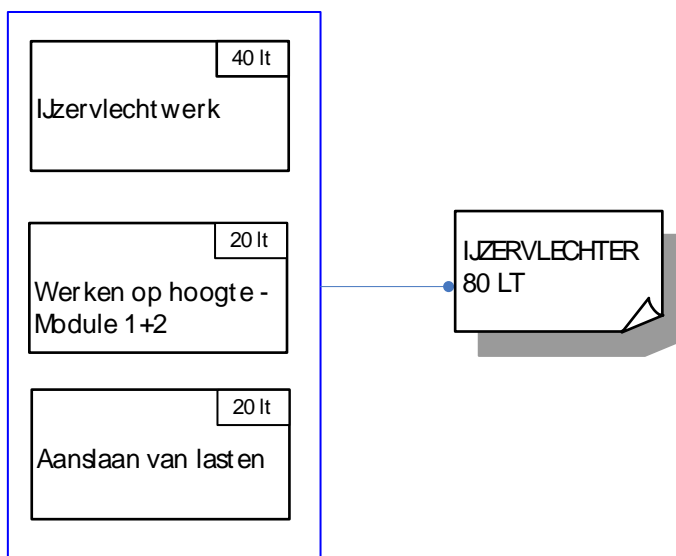 40 lt
IJzervlechtwerk
20 lt
Werken op hoogte -
Module 1+2
20 lt
Aanslaan van lasten
IJZERVLECHTER
80 LT